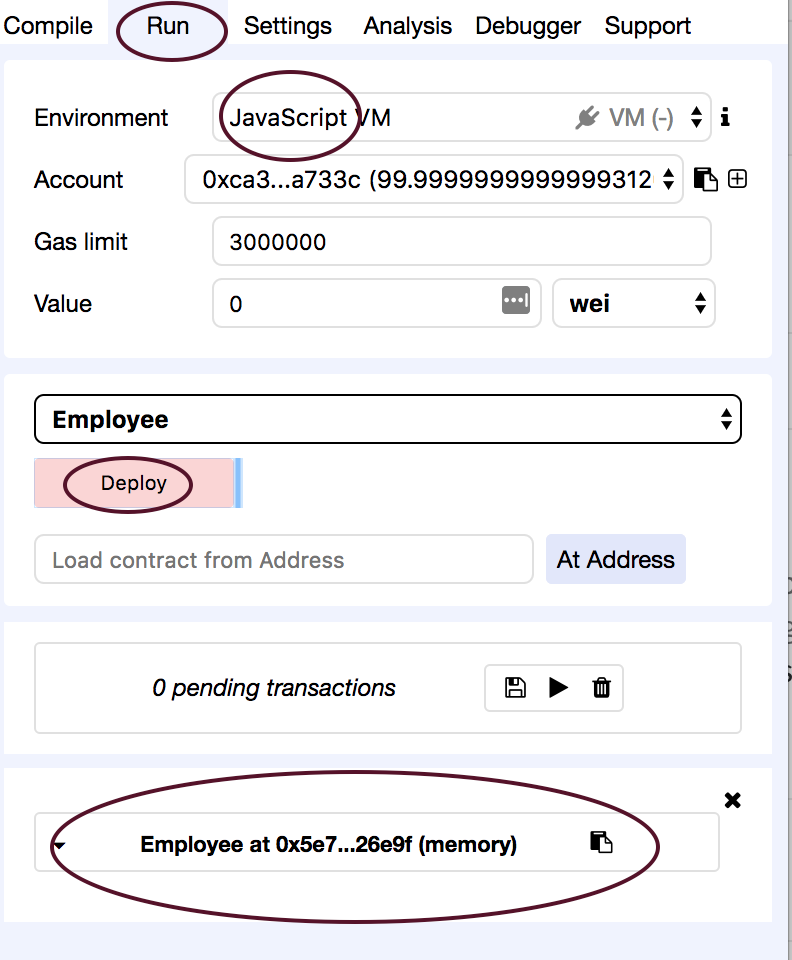 Compile Run Settings Analysis Debugger Support
Environment JavaScript VM VM (-)
Account 0xca3...a733c (99.9999999999999312
Gas limit 3000000
Value 0 wei
Employee
Deploy
Load contract from Address At Address
0 pending transactions
Employee at 0x5e7...26e9f (memory)